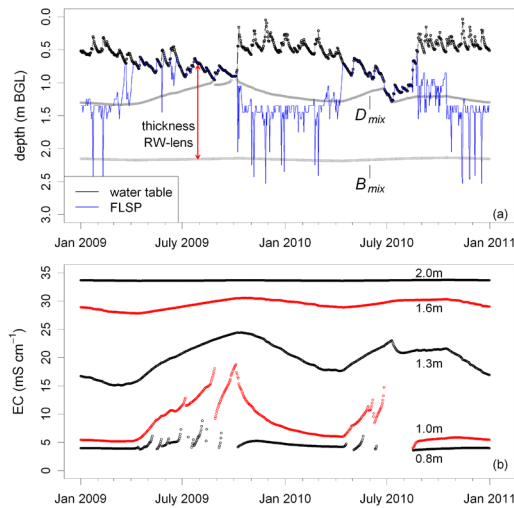 0.0
0.5
1.0
1.5
2.0
2.5
3.0
depth (m BGL)
thickness
RW-lens
D mix
B mix
water table
FLSP
(a)
Jan 2009
July 2009
Jan 2010
July 2010
Jan 2011
35
30
25
20
15
10
5
0
EC (mS cm⁻¹)
2.0m
1.6m
1.3m
1.0m
0.8m
(b)
Jan 2009
July 2009
Jan 2010
July 2010
Jan 2011